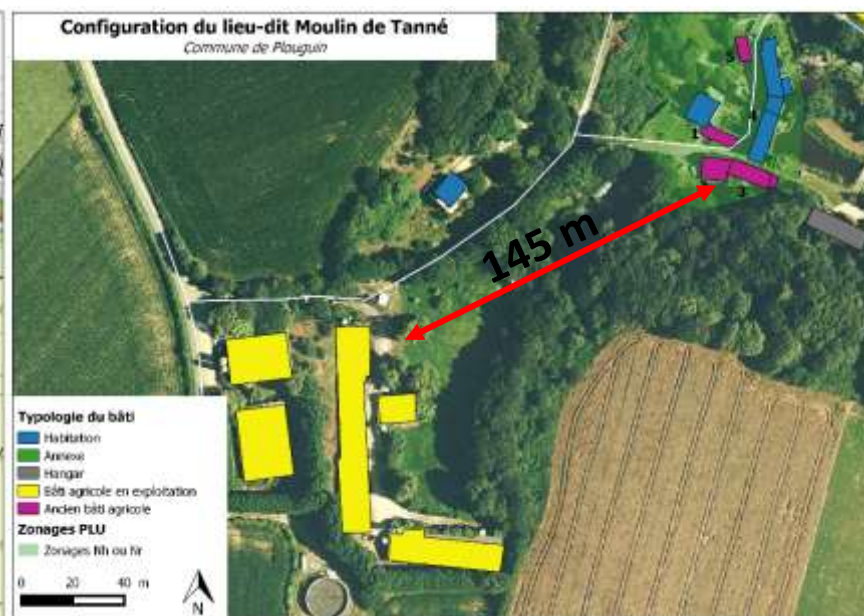 Configuration du lieu-dit Moulin de Tanné
Commune de Plouguin
5
4
1
3
145 m
Typologie du bâti
Habitation
Annexe
Hangar
Bâti agricole en exploitation
Ancien bâti agricole
Zonages PLU
Zonages Nh ou Nr
0 20 40 m
N